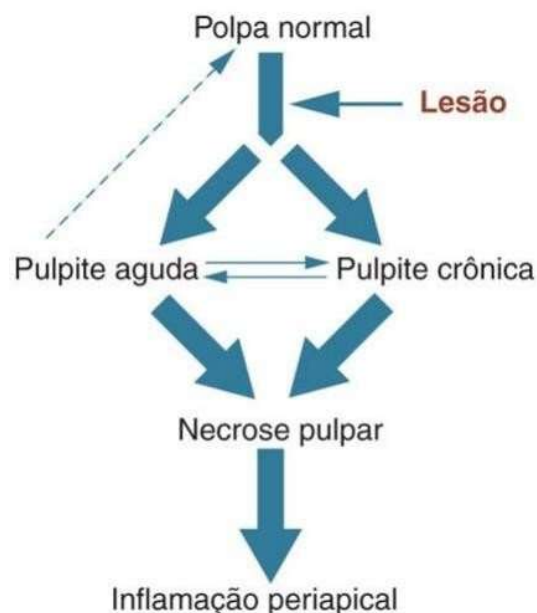 Polpa normal
Lesão
Pulpite aguda
Pulpite crônica
Necrose pulpar
Inflamação periapical